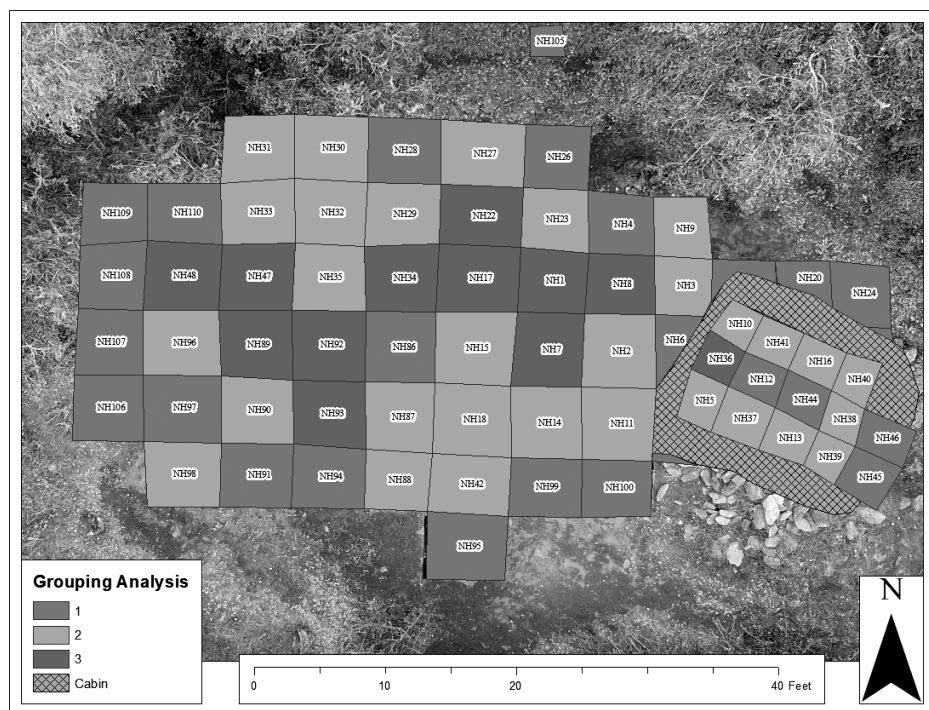 NH105
NH31 NH30 NH28 NH27 NH26
NH109 NH110 NH33 NH32 NH29 NH22 NH23 NH4 NH9
NH108 NH48 NH47 NH35 NH34 NH17 NH1 NH8 NH3 NH20 NH24
NH107 NH96 NH89 NH92 NH86 NH15 NH7 NH2 NH6
NH10 NH41 NH16 NH40
NH36 NH12 NH44 NH38 NH46
NH5 NH37 NH13 NH39 NH45
NH106 NH97 NH90 NH93 NH87 NH18 NH14 NH11
NH98 NH91 NH94 NH88 NH42 NH99 NH100
NH95
Grouping Analysis
1
2
3
Cabin
0 20 40 Feet
N